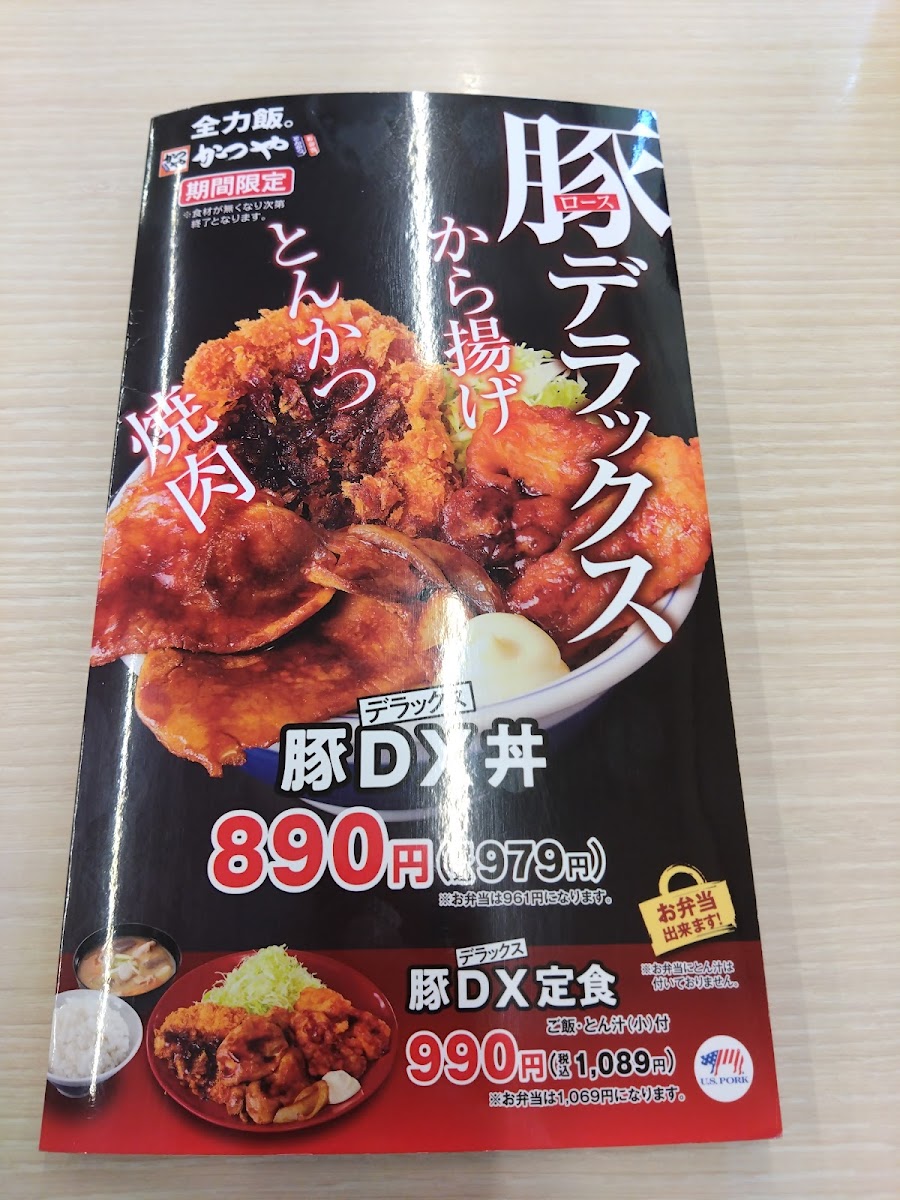 全力飯。
かつや
期間限定
※食材が無くなり次第
終了となります。
豚デラックス
ロース
から揚げ
とんかつ
焼肉
デラックス
豚DX丼
890円(税込979円)
※お弁当は961円になります。
お弁当
出来ます!
※お弁当にとん汁は
付いておりません。
デラックス
豚DX定食
ご飯・とん汁(小)付
990円(税込1,089円)
※お弁当は1,069円になります。
U.S. PORK